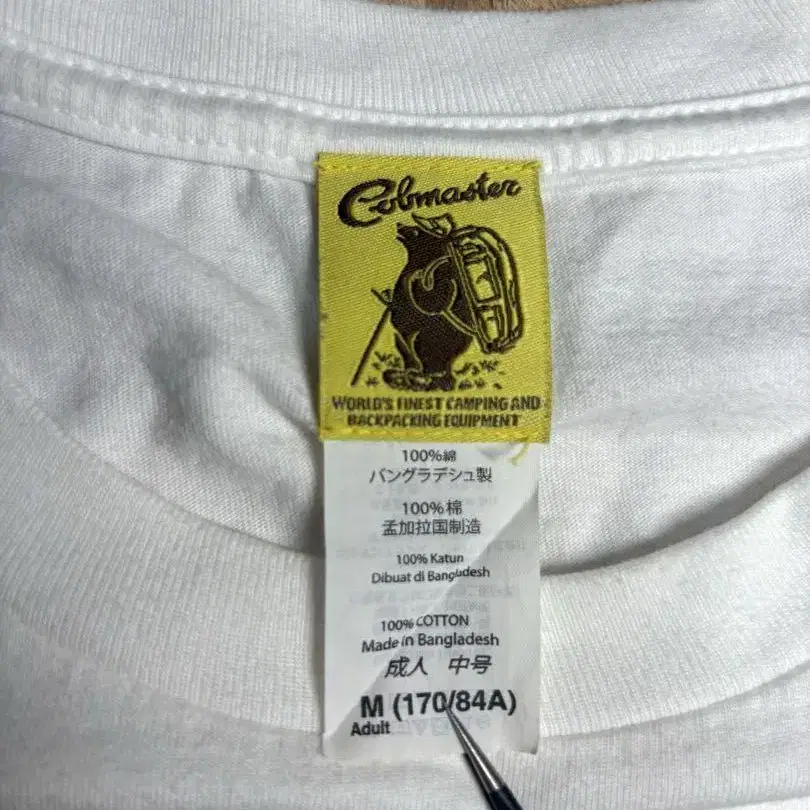 Cobmaster
WORLD'S FINEST CAMPING AND
BACKPACKING EQUIPMENT
100%綿
バングラデシュ製
100%棉
孟加拉国制造
100% Katun
Dibuat di Bangladesh
100% COTTON
Made in Bangladesh
成人 中号
M (170/84A)
Adult